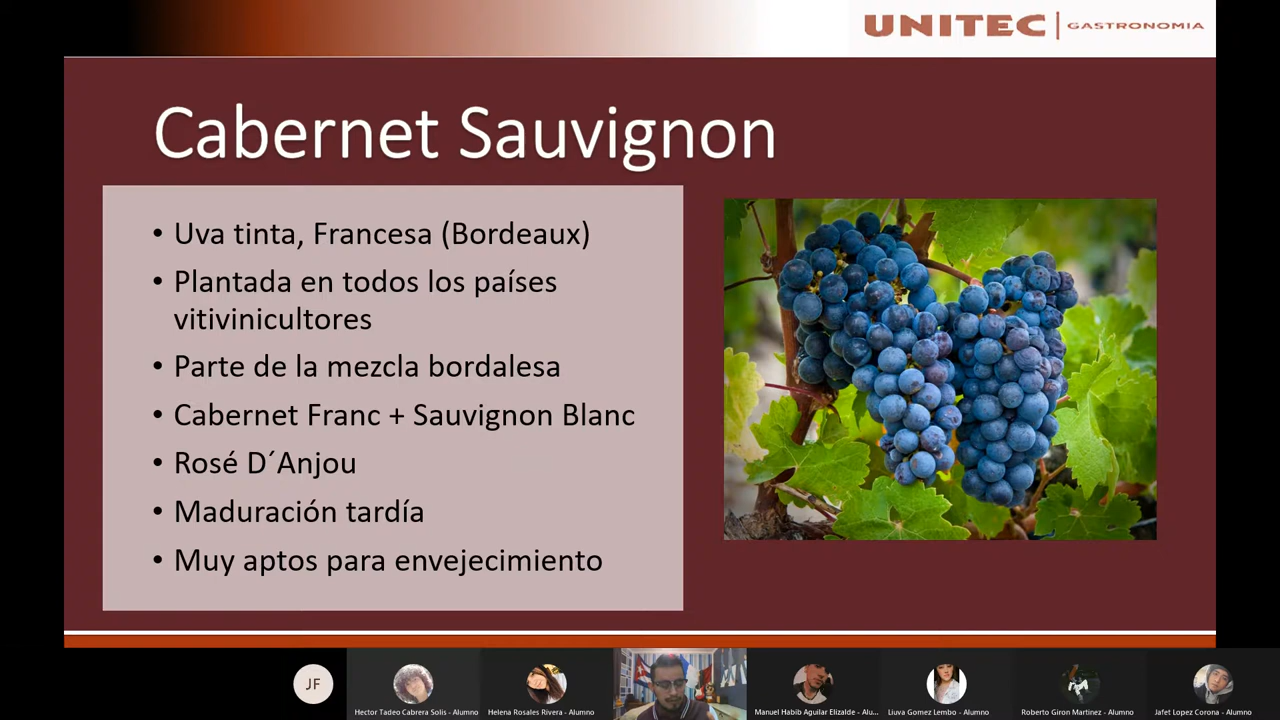 UNITEC | GASTRONOMIA
Cabernet Sauvignon
• Uva tinta, Francesa (Bordeaux)
• Plantada en todos los países
vitivinicultores
• Parte de la mezcla bordalesa
• Cabernet Franc + Sauvignon Blanc
• Rosé D´Anjou
• Maduración tardía
• Muy aptos para envejecimiento
JF
Hector Tadeo Cabrera Solis - Alumno
Helena Rosales Rivera - Alumno
Manuel Habib Aguilar Elizalde - Alu...
Liuva Gomez Lembo - Alumno
Roberto Giron Martinez - Alumno
Jafet Lopez Corona - Alumno